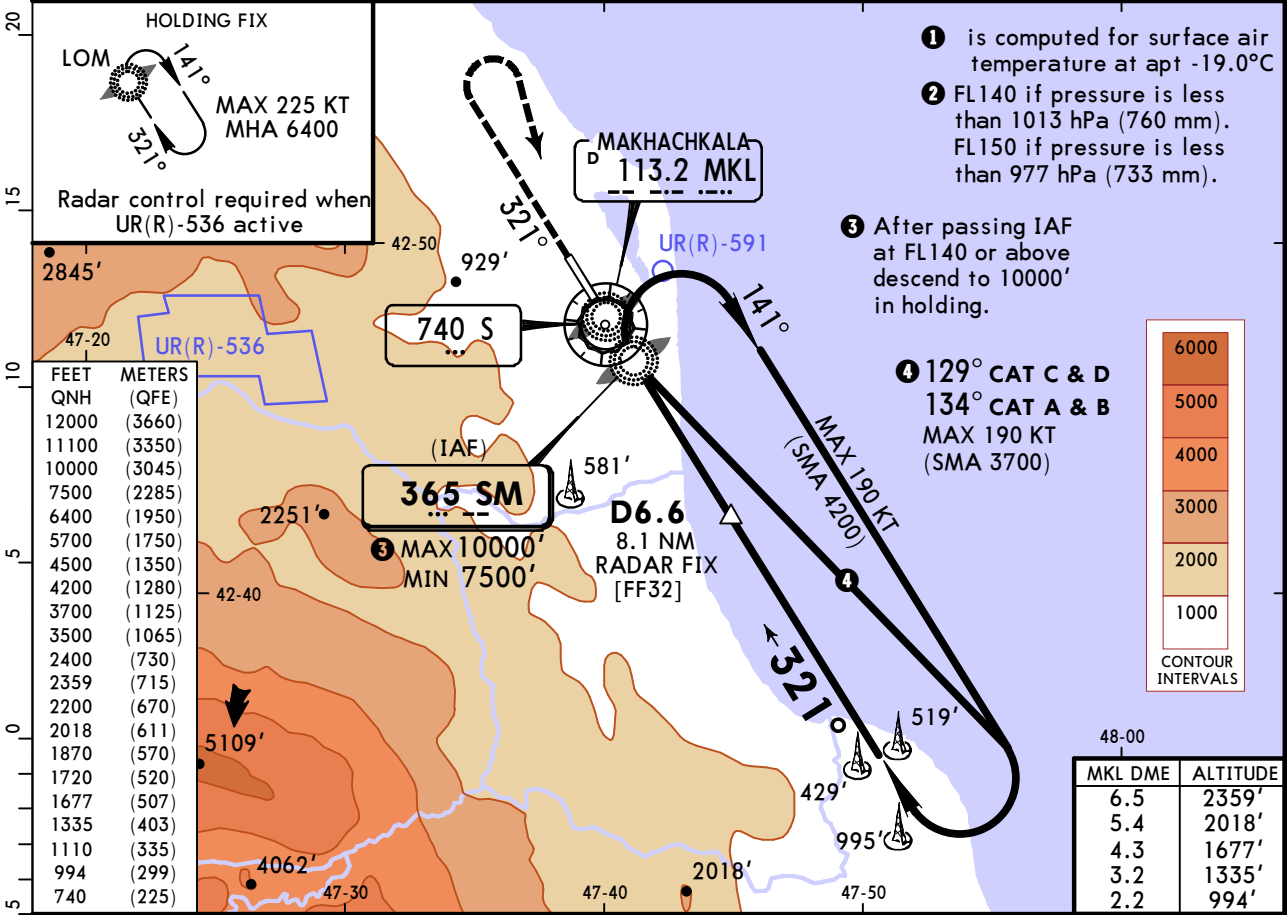 HOLDING FIX
LOM
141°
321°
MAX 225 KT
MHA 6400
Radar control required when
UR(R)-536 active
20
15
10
5
0
5
❶ is computed for surface air
temperature at apt -19.0°C
❷ FL140 if pressure is less
than 1013 hPa (760 mm).
FL150 if pressure is less
than 977 hPa (733 mm).
❸ After passing IAF
at FL140 or above
descend to 10000'
in holding.
❹ 129° CAT C & D
134° CAT A & B
MAX 190 KT
(SMA 3700)
MAKHACHKALA
D 113.2 MKL
321°
UR(R)-591
42-50
929'
2845'
740 S
47-20
UR(R)-536
141°
MAX 190 KT
(SMA 4200)
(IAF)
365 SM
❸ MAX 10000'
MIN 7500'
581'
D6.6
8.1 NM
RADAR FIX
[FF32]
❹
2251'
42-40
321°
519'
429'
995'
5109'
4062'
2018'
47-30
47-40
47-50
48-00
FEET METERS
QNH (QFE)
12000 (3660)
11100 (3350)
10000 (3045)
7500 (2285)
6400 (1950)
5700 (1750)
4500 (1350)
4200 (1280)
3700 (1125)
3500 (1065)
2400 (730)
2359 (715)
2200 (670)
2018 (611)
1870 (570)
1720 (520)
1677 (507)
1335 (403)
1110 (335)
994 (299)
740 (225)
6000
5000
4000
3000
2000
1000
CONTOUR
INTERVALS
MKL DME ALTITUDE
6.5 2359'
5.4 2018'
4.3 1677'
3.2 1335'
2.2 994'